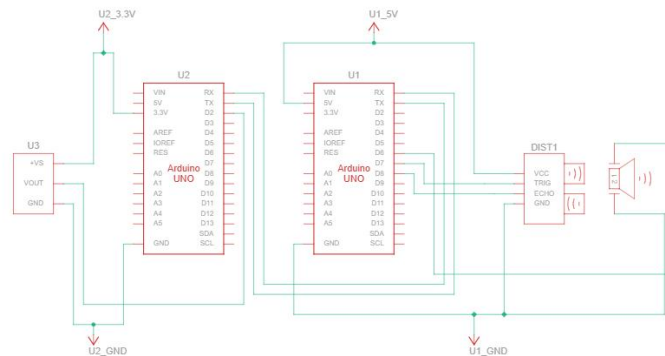 U2_3.3V
U1_5V
U2
VIN
5V
3.3V
AREF
IOREF
RES
A0
A1
A2
A3
A4
A5
GND
RX
TX
D2
D3
D4
D5
D6
D7
D8
D9
D10
D11
D12
D13
SDA
SCL
Arduino
UNO
U1
VIN
5V
3.3V
AREF
IOREF
RES
A0
A1
A2
A3
A4
A5
GND
RX
TX
D2
D3
D4
D5
D6
D7
D8
D9
D10
D11
D12
D13
SDA
SCL
Arduino
UNO
U3
+VS
VOUT
GND
DIST1
VCC
TRIG
ECHO
GND
U2_GND
U1_GND